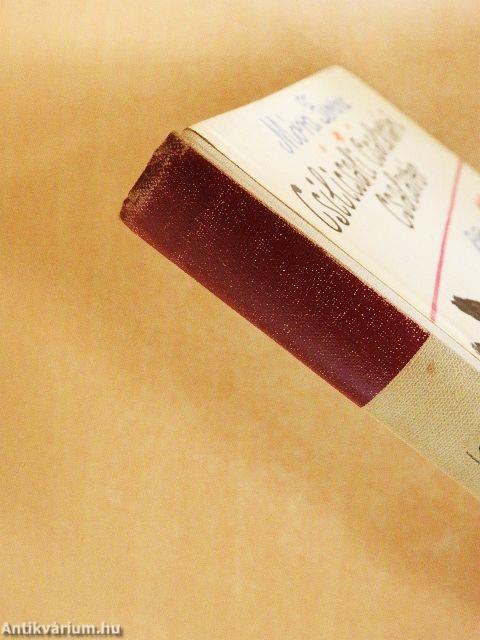 Móra Ferenc
Csilicsali Csalavári
Csalavér
Antikvárium.hu